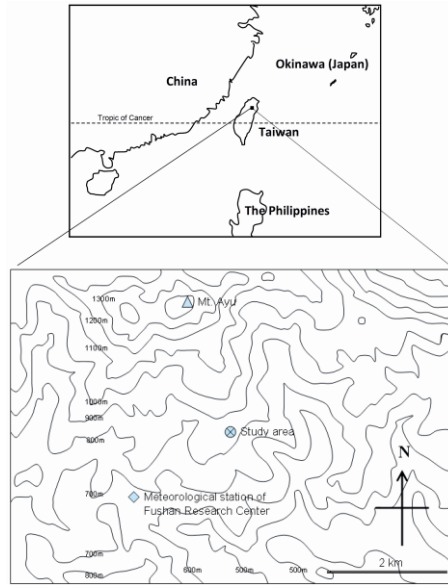 China
Okinawa (Japan)
Tropic of Cancer
Taiwan
The Philippines
1300m
Mt. Ayu
1200m
1100m
1000m
900m
Study area
800m
N
700m
Meteorological station of
Fushan Research Center
2 km
700m
600m
600m
500m
500m